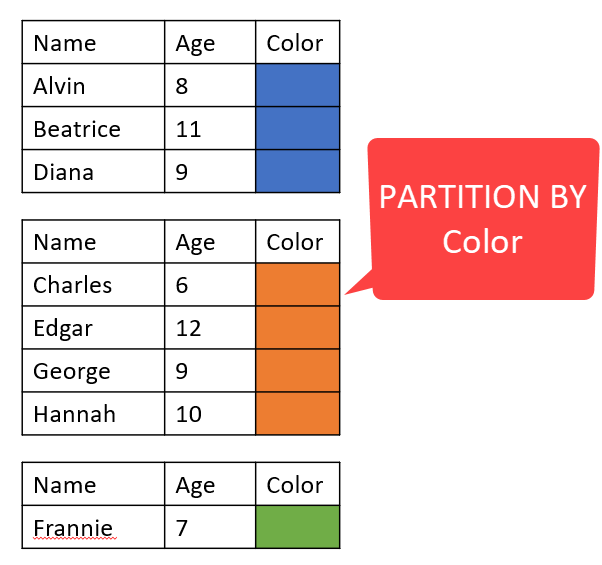 Name Age Color
Alvin 8
Beatrice 11
Diana 9
PARTITION BY
Color
Name Age Color
Charles 6
Edgar 12
George 9
Hannah 10
Name Age Color
Frannie 7